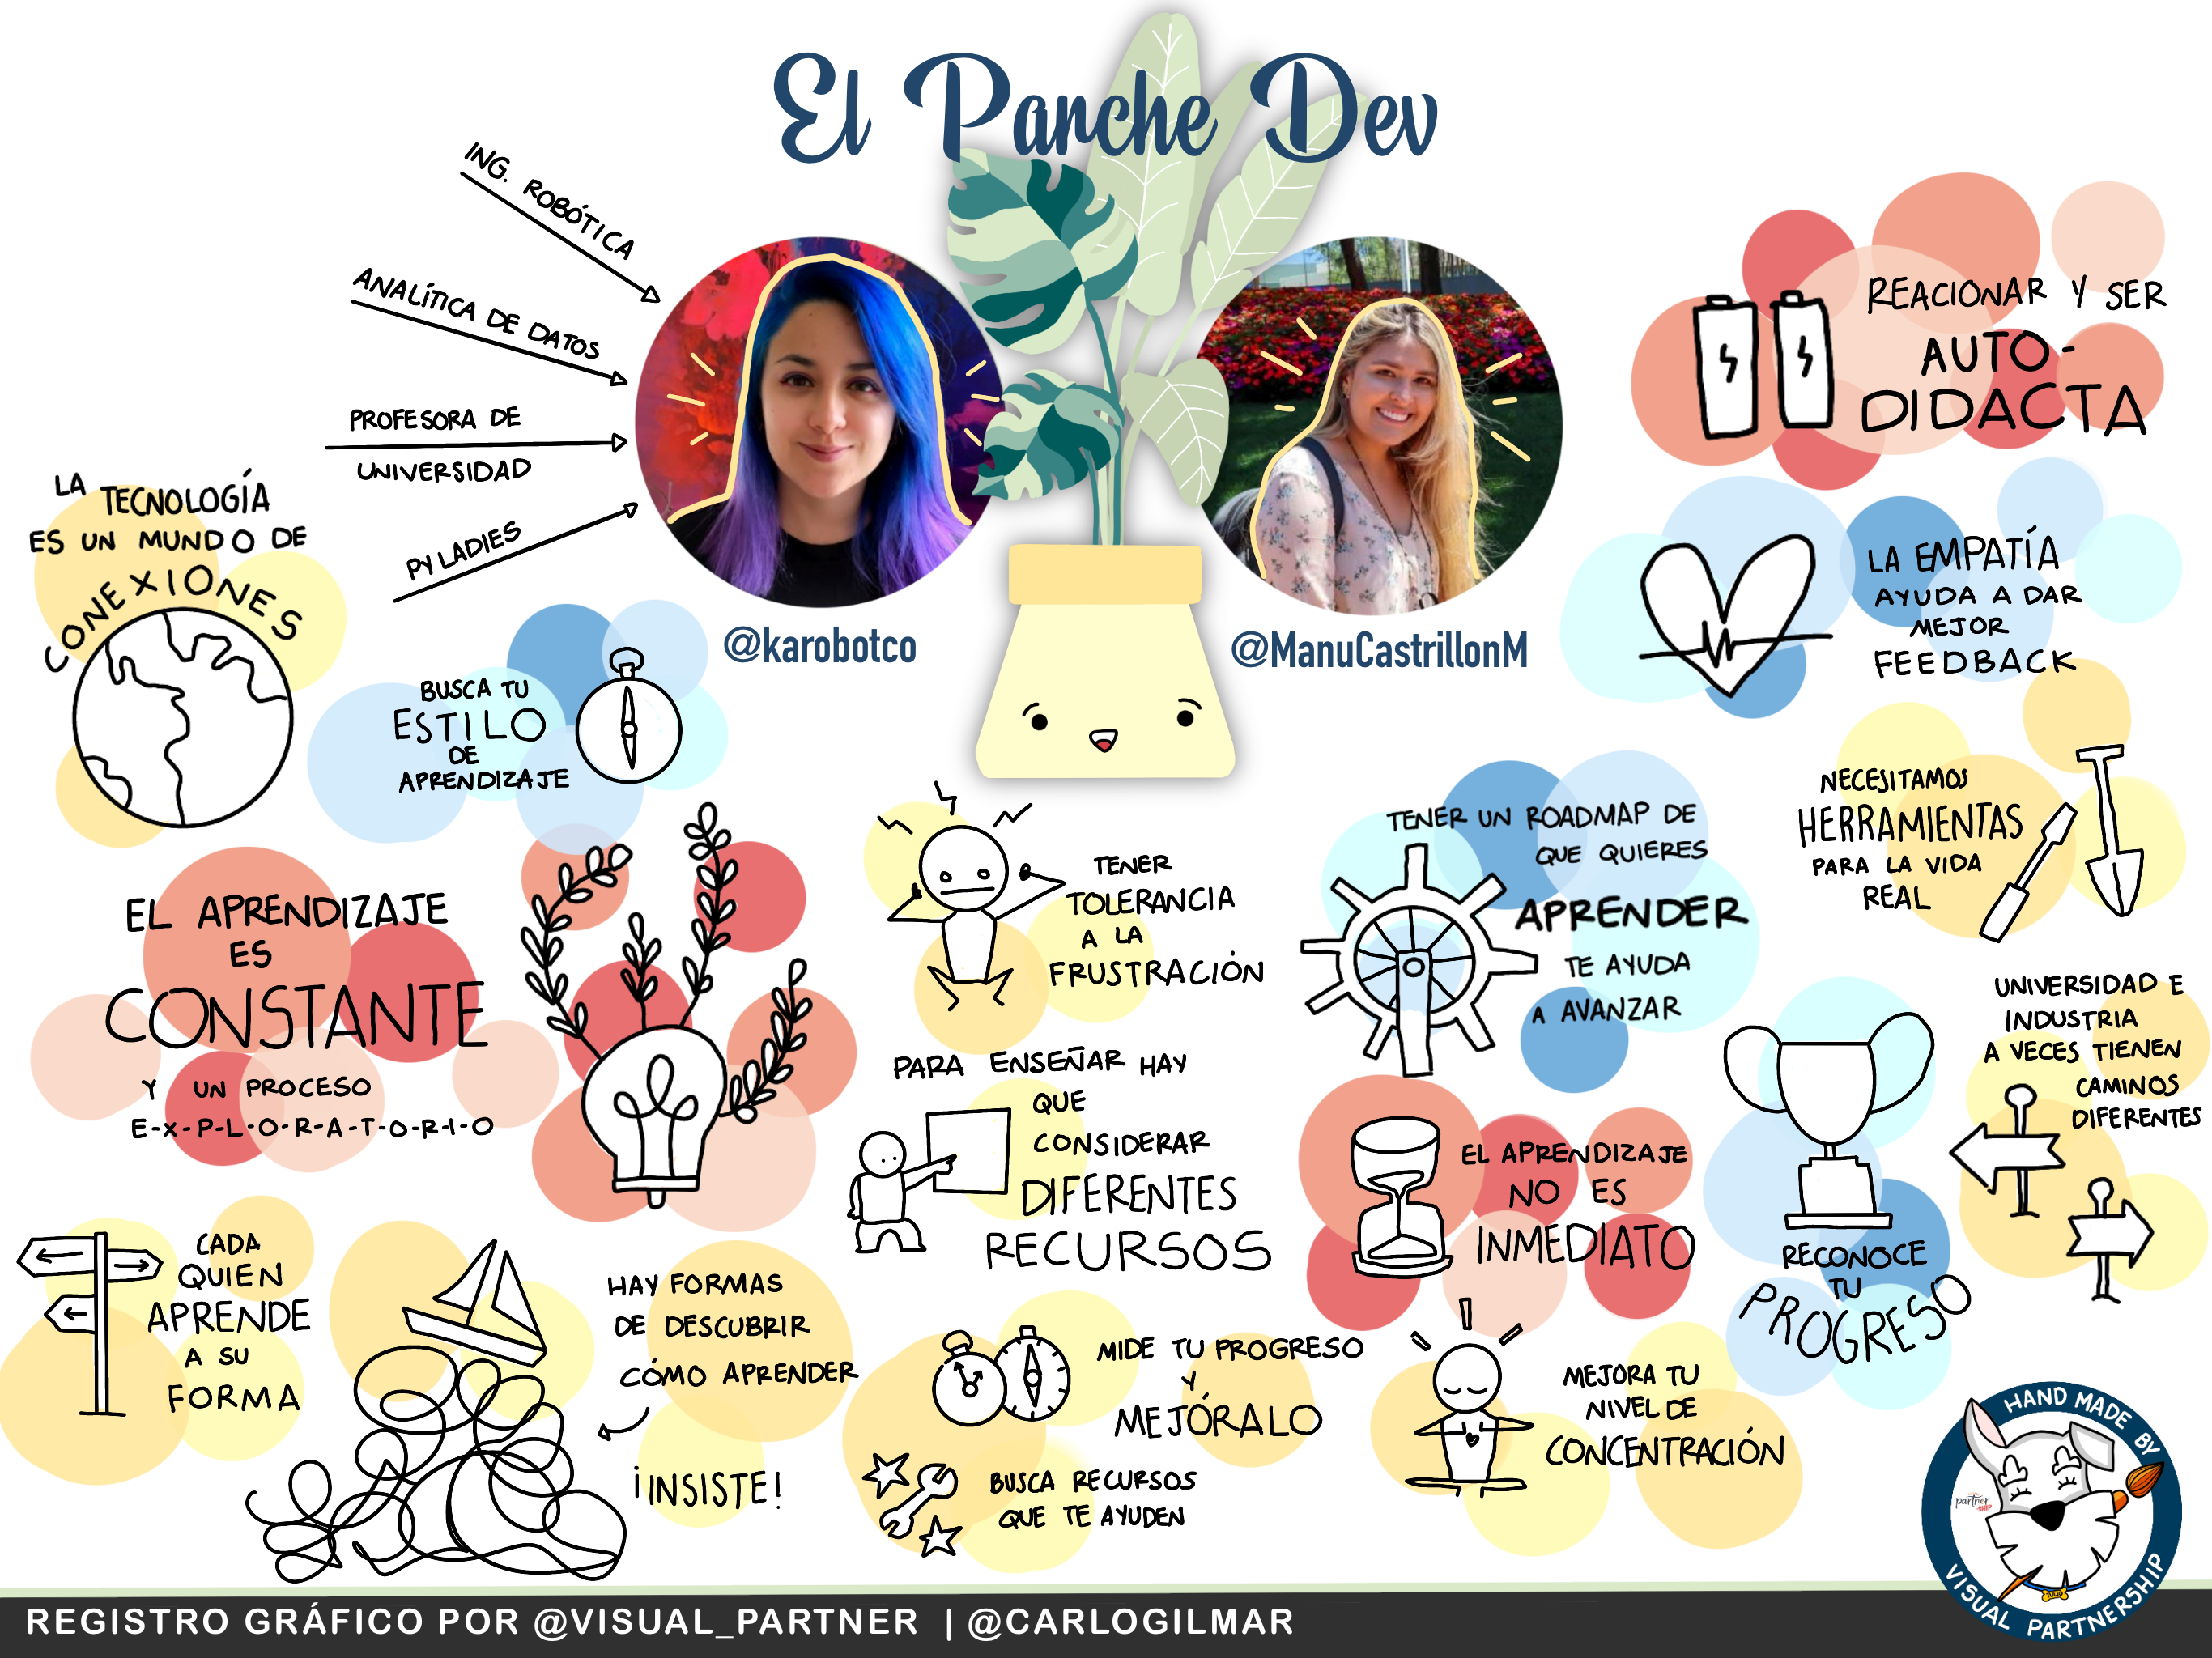 El Parche Dev
ING. ROBÓTICA
ANALÍTICA DE DATOS
PROFESORA DE
UNIVERSIDAD
PYLADIES
@karobotco
@ManuCastrillonM
LA TECNOLOGÍA
ES UN MUNDO DE
CONEXIONES
BUSCA TU
ESTILO
DE
APRENDIZAJE
EL APRENDIZAJE
ES
CONSTANTE
Y UN PROCESO
E-X-P-L-O-R-A-T-O-R-I-O
CADA
QUIEN
APRENDE
A SU
FORMA
HAY FORMAS
DE DESCUBRIR
CÓMO APRENDER
¡INSISTE!
TENER
TOLERANCIA
A LA
FRUSTRACIÓN
PARA ENSEÑAR HAY
QUE
CONSIDERAR
DIFERENTES
RECURSOS
MIDE TU PROGRESO
Y
MEJÓRALO
BUSCA RECURSOS
QUE TE AYUDEN
REACIONAR Y SER
AUTO-
DIDACTA
LA EMPATÍA
AYUDA A DAR
MEJOR
FEEDBACK
NECESITAMOS
HERRAMIENTAS
PARA LA VIDA
REAL
TENER UN ROADMAP DE
QUE QUIERES
APRENDER
TE AYUDA
A AVANZAR
EL APRENDIZAJE
NO ES
INMEDIATO
MEJORA TU
NIVEL DE
CONCENTRACIÓN
RECONOCE
TU
PROGRESO
UNIVERSIDAD E
INDUSTRIA
A VECES TIENEN
CAMINOS
DIFERENTES
HAND MADE BY
partner
VISUAL PARTNERSHIP
REGISTRO GRÁFICO POR @VISUAL_PARTNER | @CARLOGILMAR